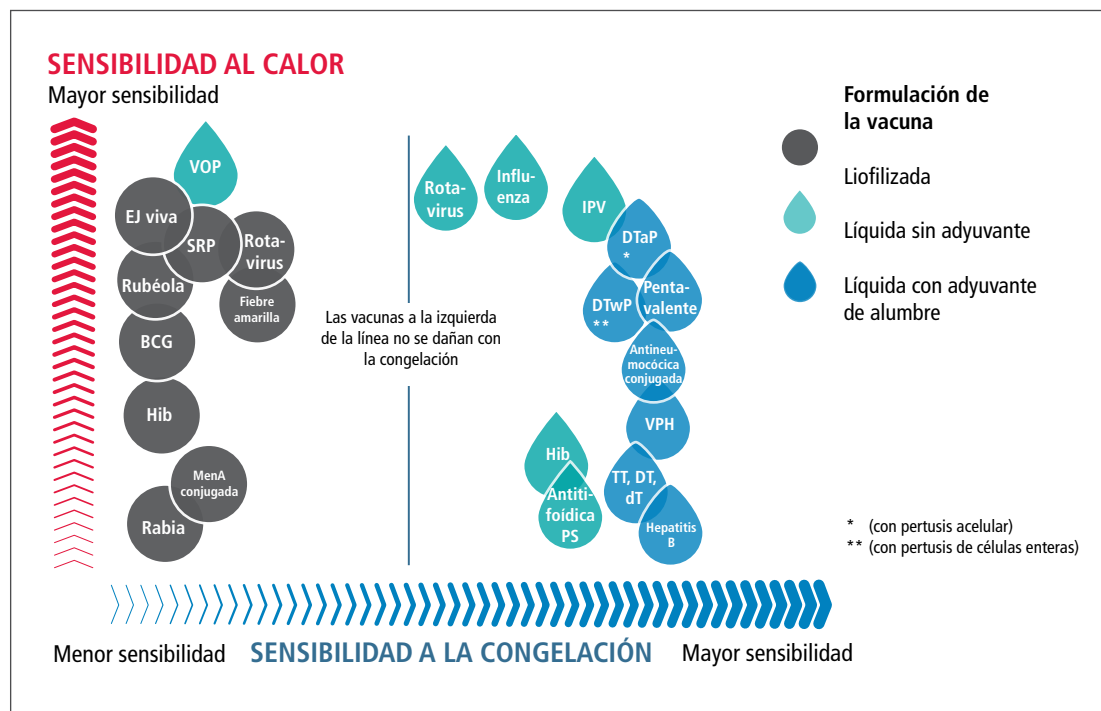 SENSIBILIDAD AL CALOR
Mayor sensibilidad
VOP
EJ viva
SRP
Rota-
virus
Rubéola
Fiebre
amarilla
BCG
Hib
MenA
conjugada
Rabia
Las vacunas a la izquierda
de la línea no se dañan con
la congelación
Rota-
virus
Influ-
enza
IPV
DTaP
*
DTwP
**
Penta-
valente
Antineu-
mocócica
conjugada
VPH
Hib
Antiti-
foídica
PS
TT, DT,
dT
Hepatitis
B
Formulación de
la vacuna
Liofilizada
Líquida sin adyuvante
Líquida con adyuvante
de alumbre
* (con pertusis acelular)
** (con pertusis de células enteras)
Menor sensibilidad
SENSIBILIDAD A LA CONGELACIÓN
Mayor sensibilidad